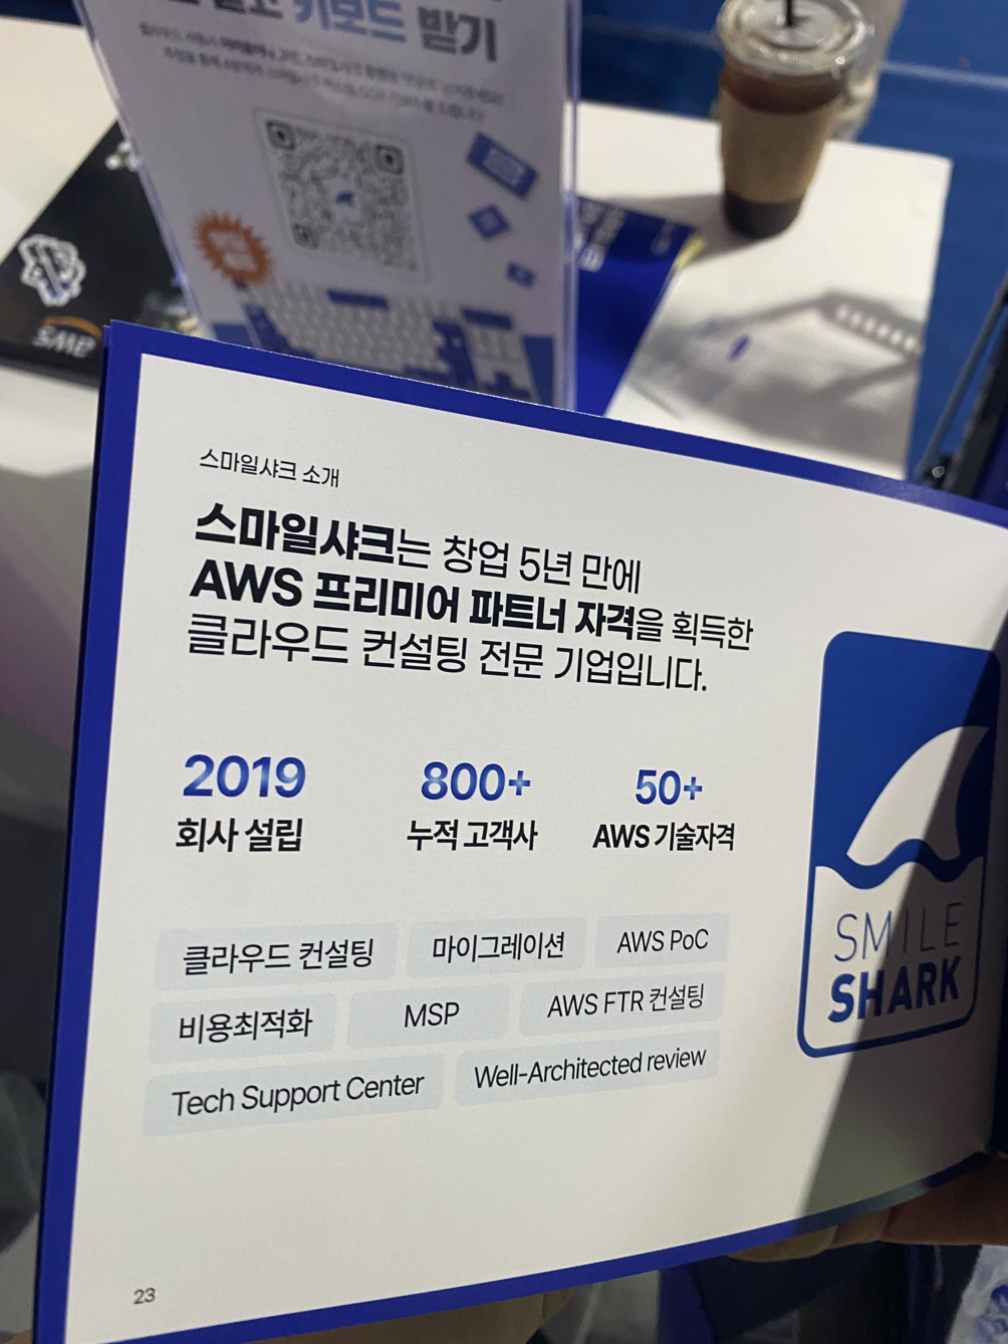 키보드 받기
aws
스마일샤크 소개
스마일샤크는 창업 5년 만에
AWS 프리미어 파트너 자격을 획득한
클라우드 컨설팅 전문 기업입니다.
2019
회사 설립
800+
누적 고객사
50+
AWS 기술자격
클라우드 컨설팅
마이그레이션
AWS PoC
비용최적화
MSP
AWS FTR 컨설팅
Tech Support Center
Well-Architected review
SMILE
SHARK
23